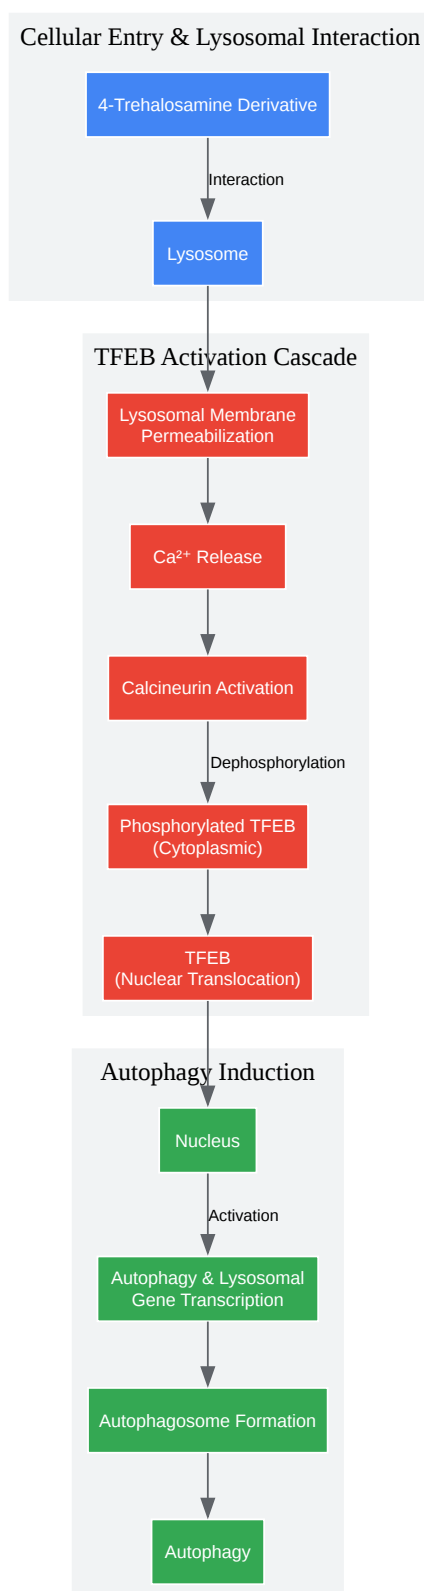 Cellular Entry & Lysosomal Interaction
4-Trehalosamine Derivative
Interaction
Lysosome
TFEB Activation Cascade
Lysosomal Membrane
Permeabilization
Ca²⁺ Release
Calcineurin Activation
Dephosphorylation
Phosphorylated TFEB
(Cytoplasmic)
TFEB
(Nuclear Translocation)
Autophagy Induction
Nucleus
Activation
Autophagy & Lysosomal
Gene Transcription
Autophagosome Formation
Autophagy